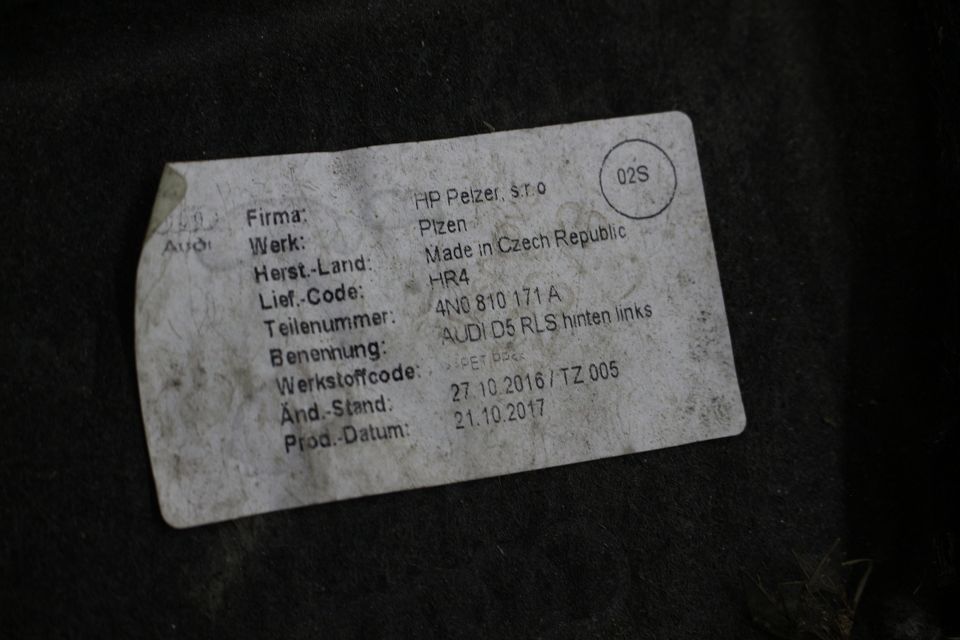 02S
Audi
Firma: HP Pelzer, s.r.o
Werk: Plzen
Herst.-Land: Made in Czech Republic
Lief.-Code: HR4
Teilenummer: 4N0 810 171 A
Benennung: AUDI D5 RLS hinten links
Werkstoffcode:
Änd.-Stand: 27.10.2016 / TZ 005
Prod.-Datum: 21.10.2017